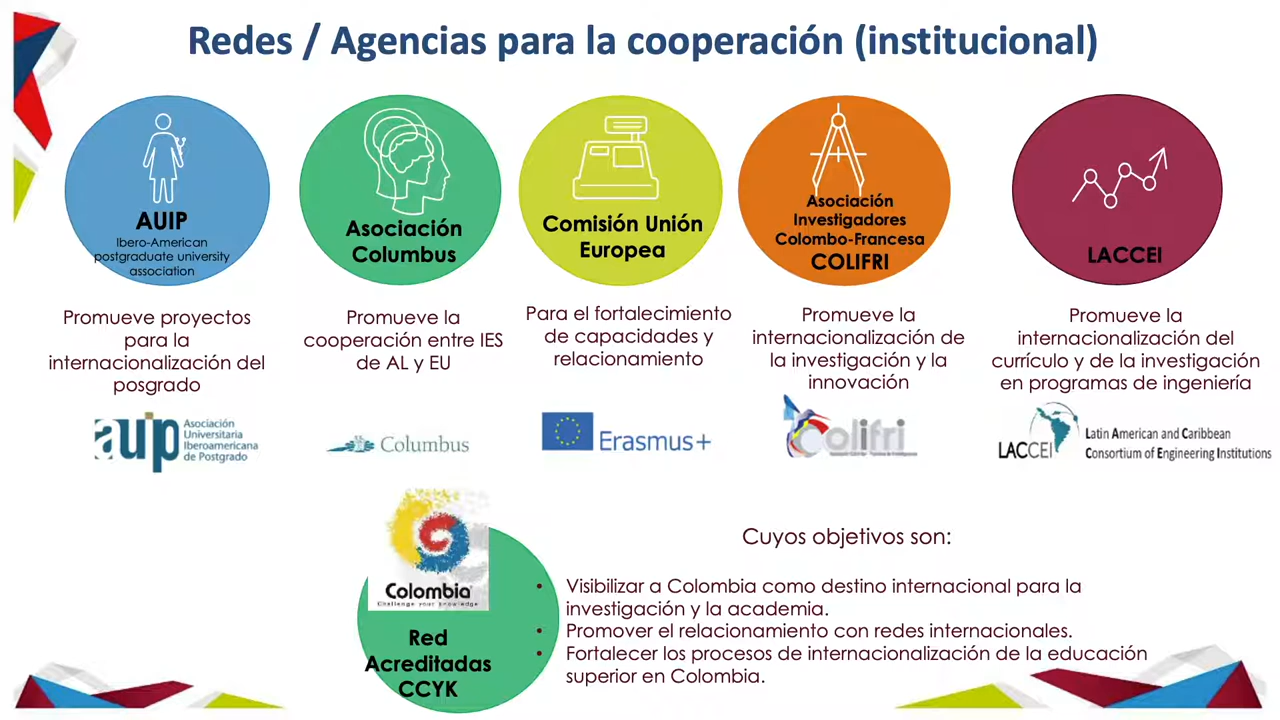 Redes / Agencias para la cooperación (institucional)
AUIP
Ibero-American
postgraduate university
association
Asociación
Columbus
Comisión Unión
Europea
Asociación
Investigadores
Colombo-Francesa
COLIFRI
LACCEI
Promueve proyectos
para la
internacionalización del
posgrado
Promueve la
cooperación entre IES
de AL y EU
Para el fortalecimiento
de capacidades y
relacionamiento
Promueve la
internacionalización de
la investigación y la
innovación
Promueve la
internacionalización del
currículo y de la investigación
en programas de ingeniería
auip
Asociación
Universitaria
Iberoamericana
de Postgrado
Columbus
Erasmus+
Colifri
LACCEI
Latin American and Caribbean
Consortium of Engineering Institutions
Colombia
Challenge your knowledge
Red
Acreditadas
CCYK
Cuyos objetivos son:
• Visibilizar a Colombia como destino internacional para la
investigación y la academia.
• Promover el relacionamiento con redes internacionales.
• Fortalecer los procesos de internacionalización de la educación
superior en Colombia.